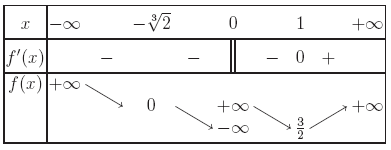 x −∞ −∛2 0 1 +∞
f′(x) − − − 0 +
f(x) +∞ 0 +∞ +∞
−∞ 3/2